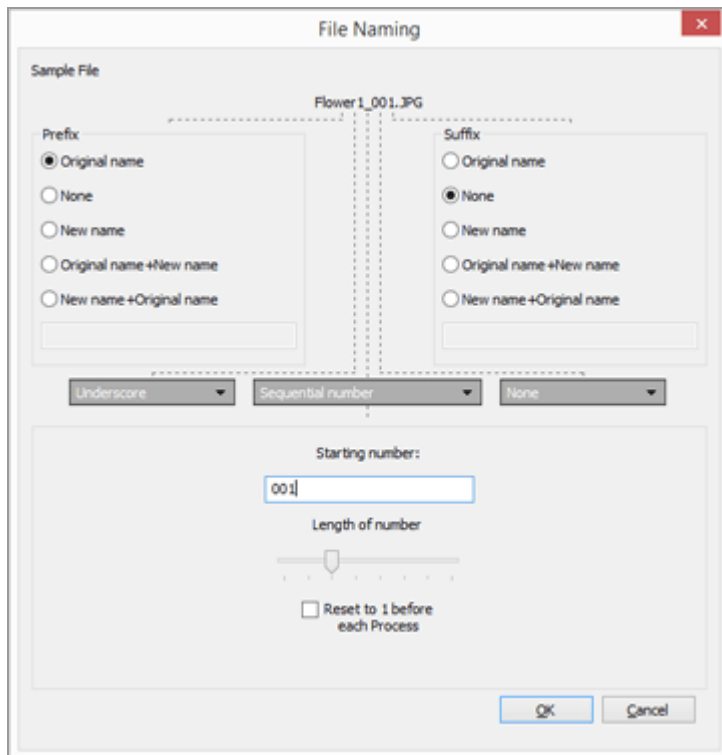 File Naming
Sample File
Flower1_001.JPG
Prefix
Original name
None
New name
Original name+New name
New name+Original name
Suffix
Original name
None
New name
Original name+New name
New name+Original name
Underscore
Sequential number
None
Starting number:
001
Length of number
Reset to 1 before
each Process
OK
Cancel